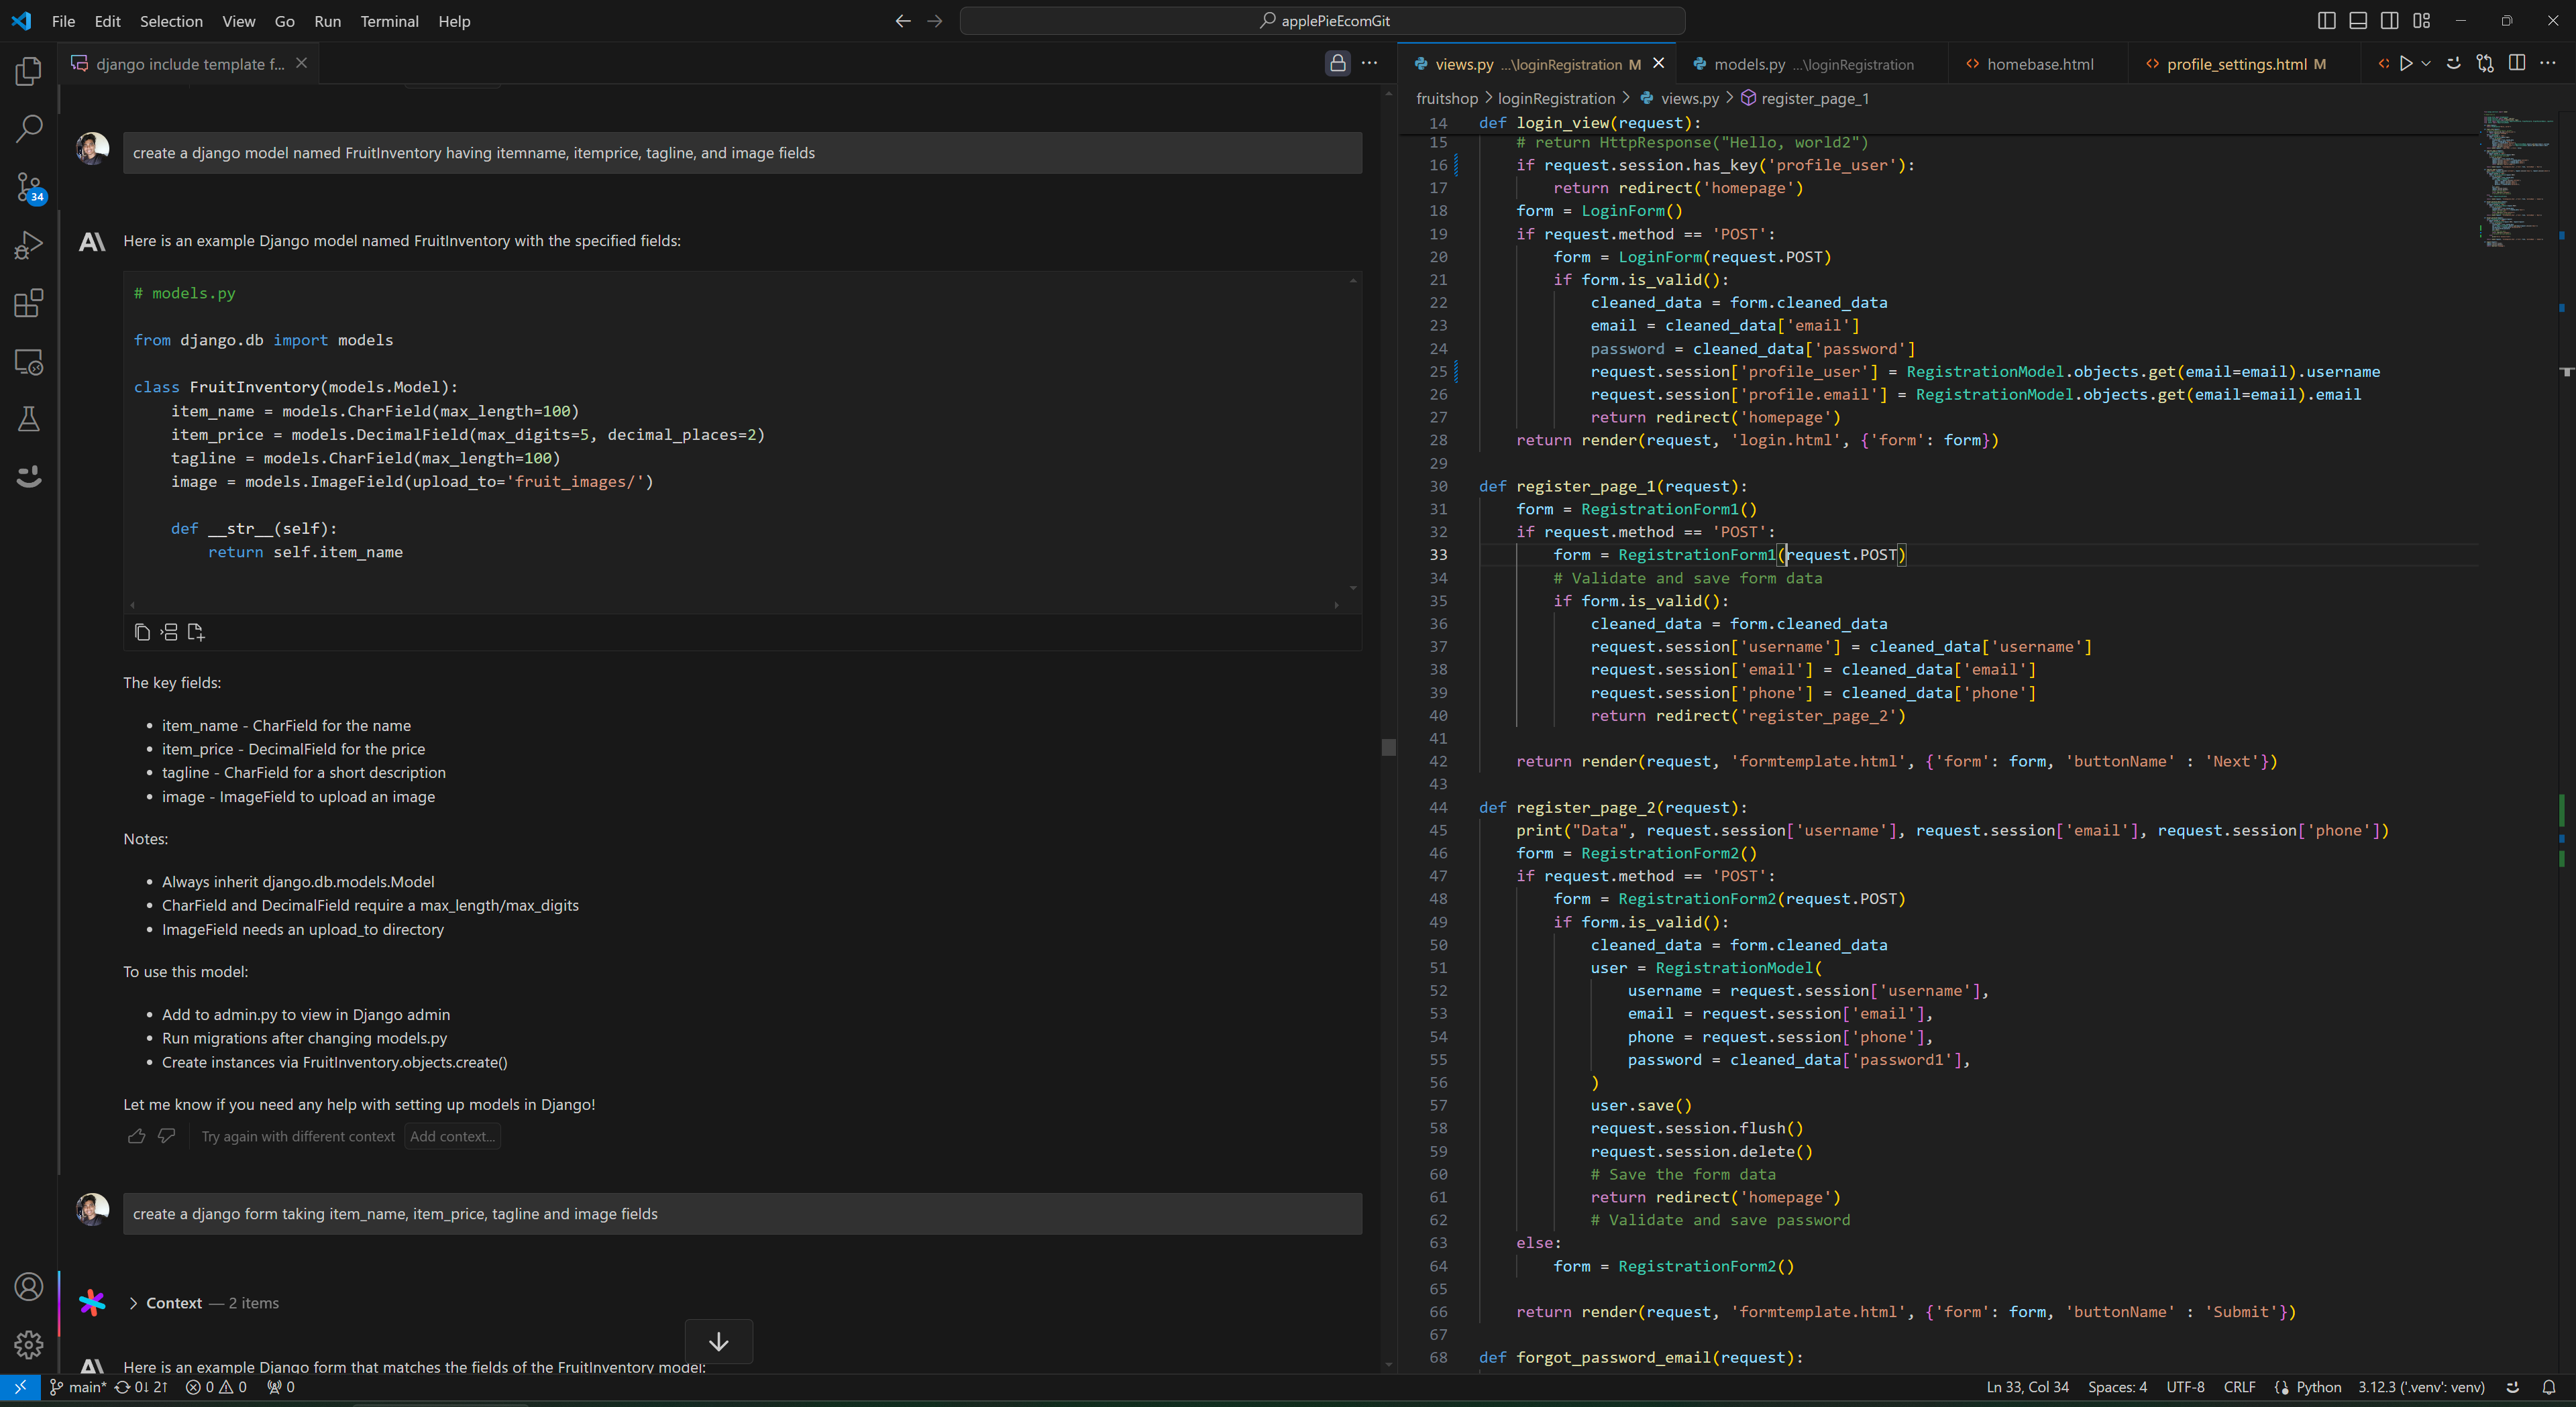 File Edit Selection View Go Run Terminal Help
applePieEcomGit
django include template f...
create a django model named FruitInventory having itemname, itemprice, tagline, and image fields
Here is an example Django model named FruitInventory with the specified fields:
# models.py
from django.db import models
class FruitInventory(models.Model):
item_name = models.CharField(max_length=100)
item_price = models.DecimalField(max_digits=5, decimal_places=2)
tagline = models.CharField(max_length=100)
image = models.ImageField(upload_to='fruit_images/')
def __str__(self):
return self.item_name
The key fields:
• item_name - CharField for the name
• item_price - DecimalField for the price
• tagline - CharField for a short description
• image - ImageField to upload an image
Notes:
• Always inherit django.db.models.Model
• CharField and DecimalField require a max_length/max_digits
• ImageField needs an upload_to directory
To use this model:
• Add to admin.py to view in Django admin
• Run migrations after changing models.py
• Create instances via FruitInventory.objects.create()
Let me know if you need any help with setting up models in Django!
Try again with different context Add context...
create a django form taking item_name, item_price, tagline and image fields
Context — 2 items
Here is an example Django form that matches the fields of the FruitInventory model:
34
views.py ...\loginRegistration M
models.py ...\loginRegistration
homebase.html
profile_settings.html M
fruitshop > loginRegistration > views.py > register_page_1
14 def login_view(request):
15 # return HttpResponse("Hello, world2")
16 if request.session.has_key('profile_user'):
17 return redirect('homepage')
18 form = LoginForm()
19 if request.method == 'POST':
20 form = LoginForm(request.POST)
21 if form.is_valid():
22 cleaned_data = form.cleaned_data
23 email = cleaned_data['email']
24 password = cleaned_data['password']
25 request.session['profile_user'] = RegistrationModel.objects.get(email=email).username
26 request.session['profile.email'] = RegistrationModel.objects.get(email=email).email
27 return redirect('homepage')
28 return render(request, 'login.html', {'form': form})
29
30 def register_page_1(request):
31 form = RegistrationForm1()
32 if request.method == 'POST':
33 form = RegistrationForm1(request.POST)
34 # Validate and save form data
35 if form.is_valid():
36 cleaned_data = form.cleaned_data
37 request.session['username'] = cleaned_data['username']
38 request.session['email'] = cleaned_data['email']
39 request.session['phone'] = cleaned_data['phone']
40 return redirect('register_page_2')
41
42 return render(request, 'formtemplate.html', {'form': form, 'buttonName' : 'Next'})
43
44 def register_page_2(request):
45 print("Data", request.session['username'], request.session['email'], request.session['phone'])
46 form = RegistrationForm2()
47 if request.method == 'POST':
48 form = RegistrationForm2(request.POST)
49 if form.is_valid():
50 cleaned_data = form.cleaned_data
51 user = RegistrationModel(
52 username = request.session['username'],
53 email = request.session['email'],
54 phone = request.session['phone'],
55 password = cleaned_data['password1'],
56 )
57 user.save()
58 request.session.flush()
59 request.session.delete()
60 # Save the form data
61 return redirect('homepage')
62 # Validate and save password
63 else:
64 form = RegistrationForm2()
65
66 return render(request, 'formtemplate.html', {'form': form, 'buttonName' : 'Submit'})
67
68 def forgot_password_email(request):
main* 0↓ 2↑ 0 0 0
Ln 33, Col 34 Spaces: 4 UTF-8 CRLF Python 3.12.3 ('.venv': venv)